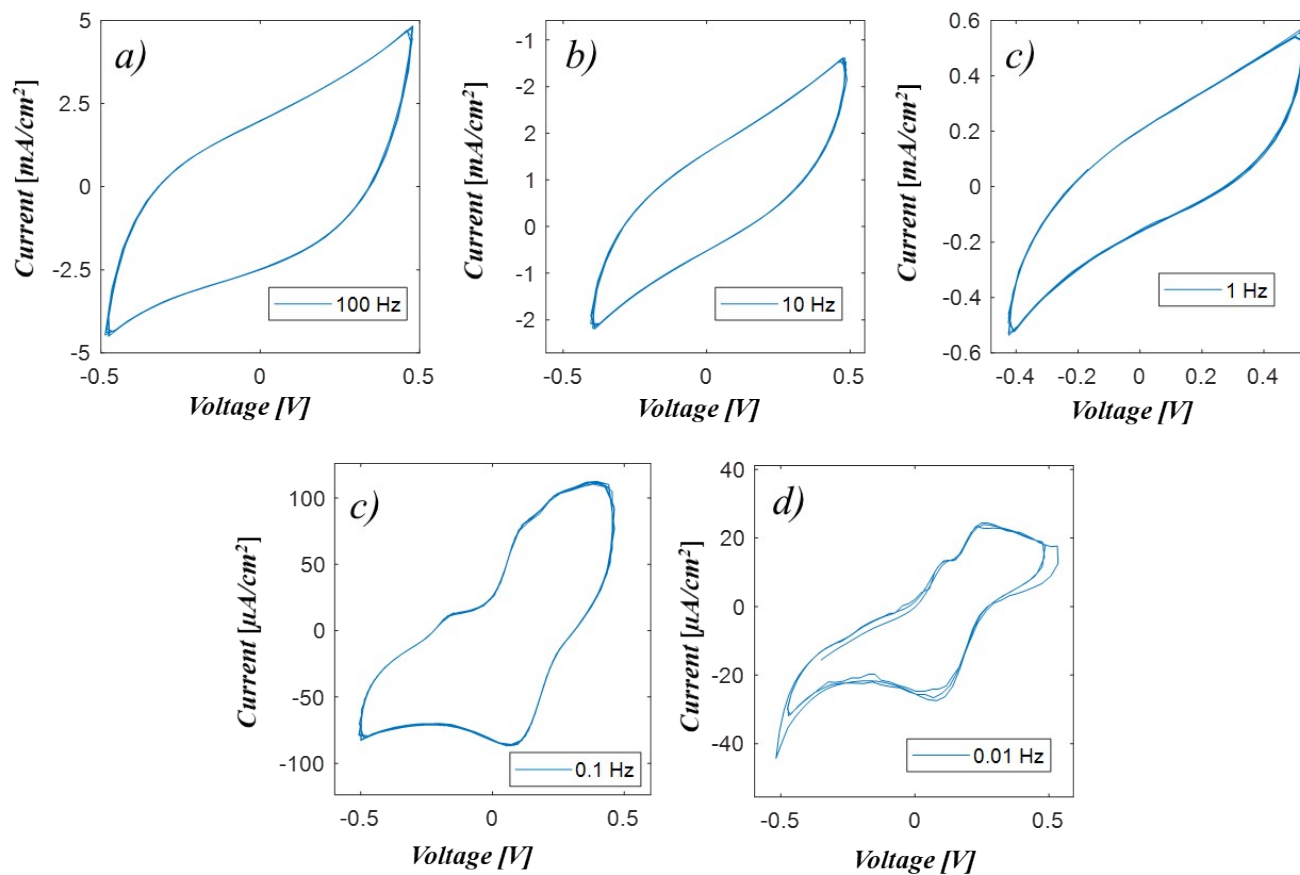 a)
5
2.5
0
-2.5
-5
Current [mA/cm²]
-0.5 0 0.5
Voltage [V]
100 Hz
b)
-1
-2
2
1
0
-1
-2
Current [mA/cm²]
-0.5 0 0.5
Voltage [V]
10 Hz
c)
0.6
0.4
0.2
0
-0.2
-0.4
-0.6
Current [mA/cm²]
-0.4 -0.2 0 0.2 0.4
Voltage [V]
1 Hz
c)
100
50
0
-50
-100
Current [µA/cm²]
-0.5 0 0.5
Voltage [V]
0.1 Hz
d)
40
20
0
-20
-40
Current [µA/cm²]
-0.5 0 0.5
Voltage [V]
0.01 Hz